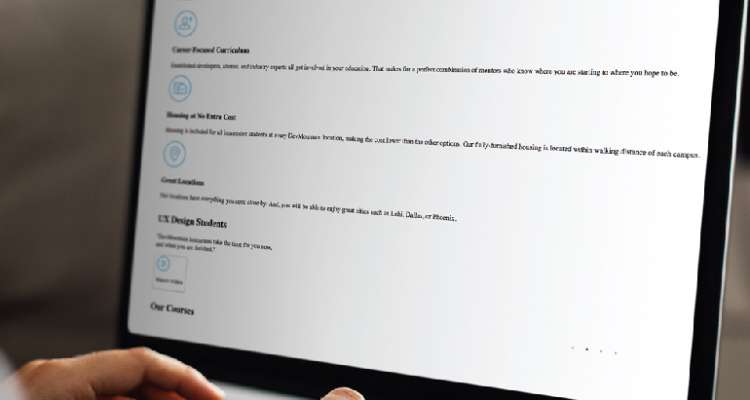 Career-Focused Curriculum
developers, alumni, and industry experts all get involved in your education. That makes for a perfect combination of mentors who know where you are starting to where you hope to be.
Housing at No Extra Cost
Housing is included for all immersion students at every DevMountain location, making the cost lower than the other options. Our fully-furnished housing is located within walking distance of each campus.
Great Locations
Our locations have everything you need close by. And, you will be able to enjoy great cities such as Lehi, Dallas, or Phoenix.
UX Design Students
"DevMountain instructors take the time for you now,
and when you are finished."
Watch Video
Our Courses